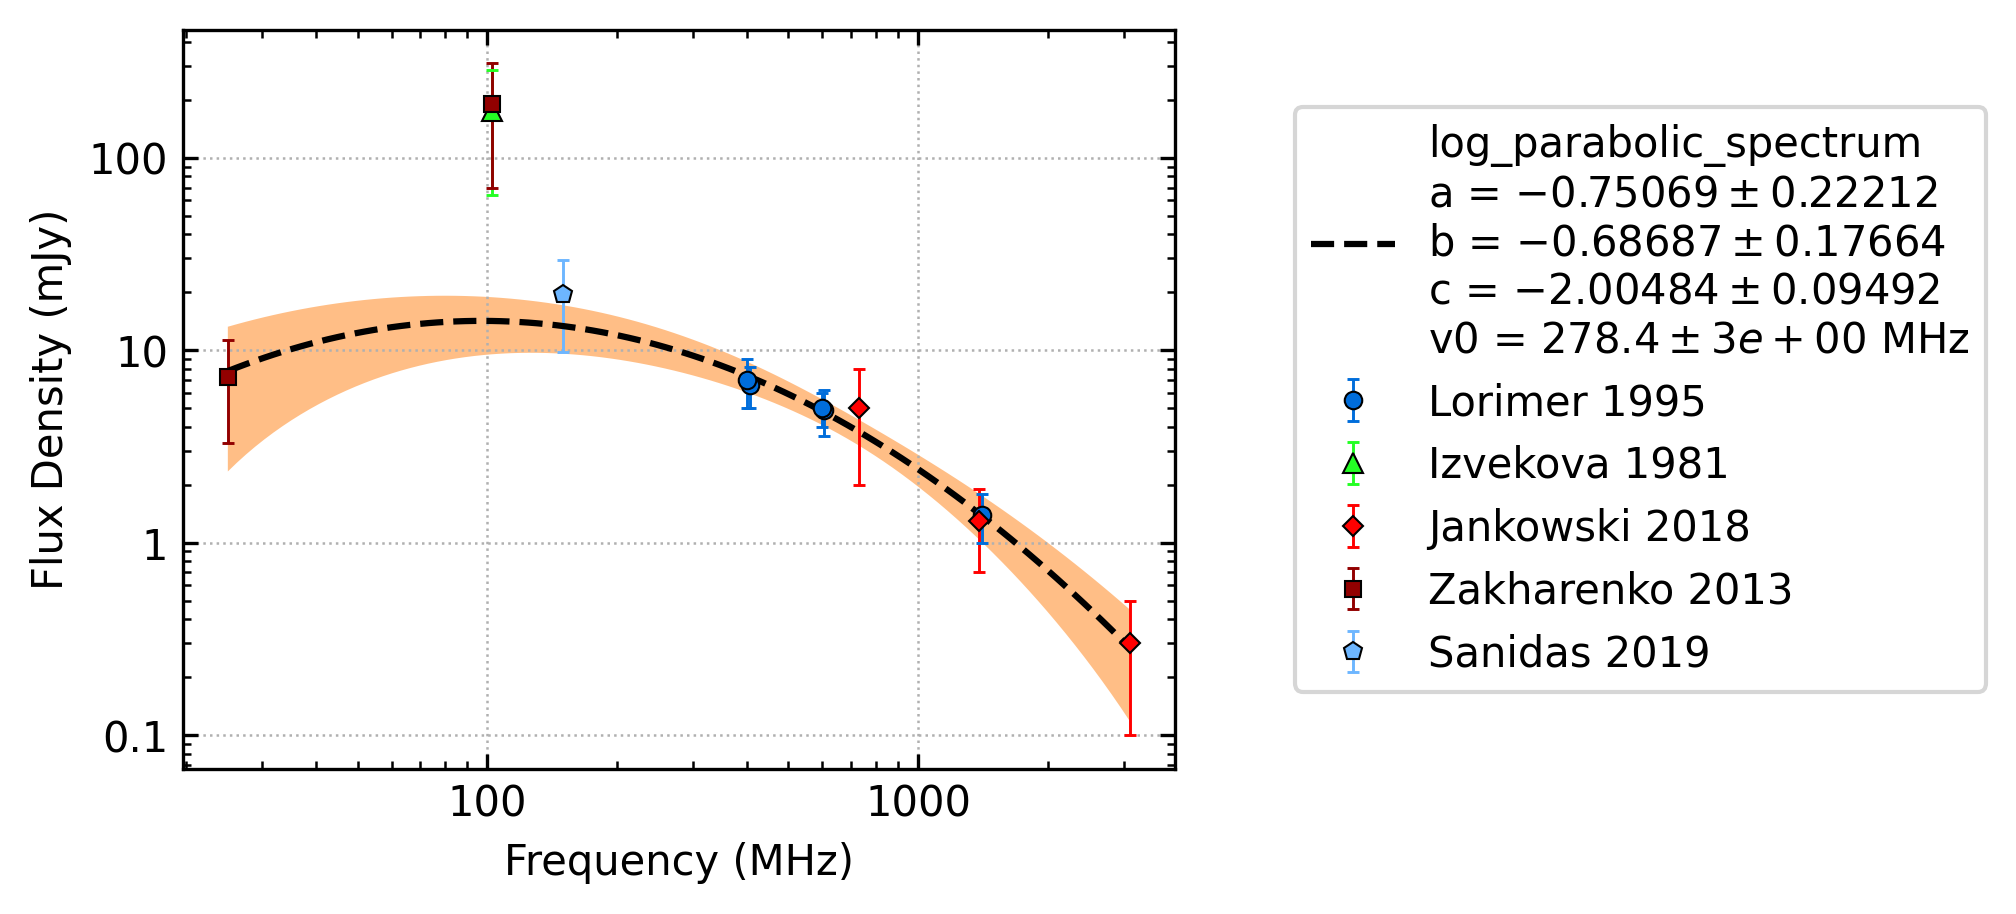 100
10
1
0.1
Flux Density (mJy)
100 1000
Frequency (MHz)
log_parabolic_spectrum
a = −0.75069 ± 0.22212
b = −0.68687 ± 0.17664
c = −2.00484 ± 0.09492
v0 = 278.4 ± 3e + 00 MHz
Lorimer 1995
Izvekova 1981
Jankowski 2018
Zakharenko 2013
Sanidas 2019